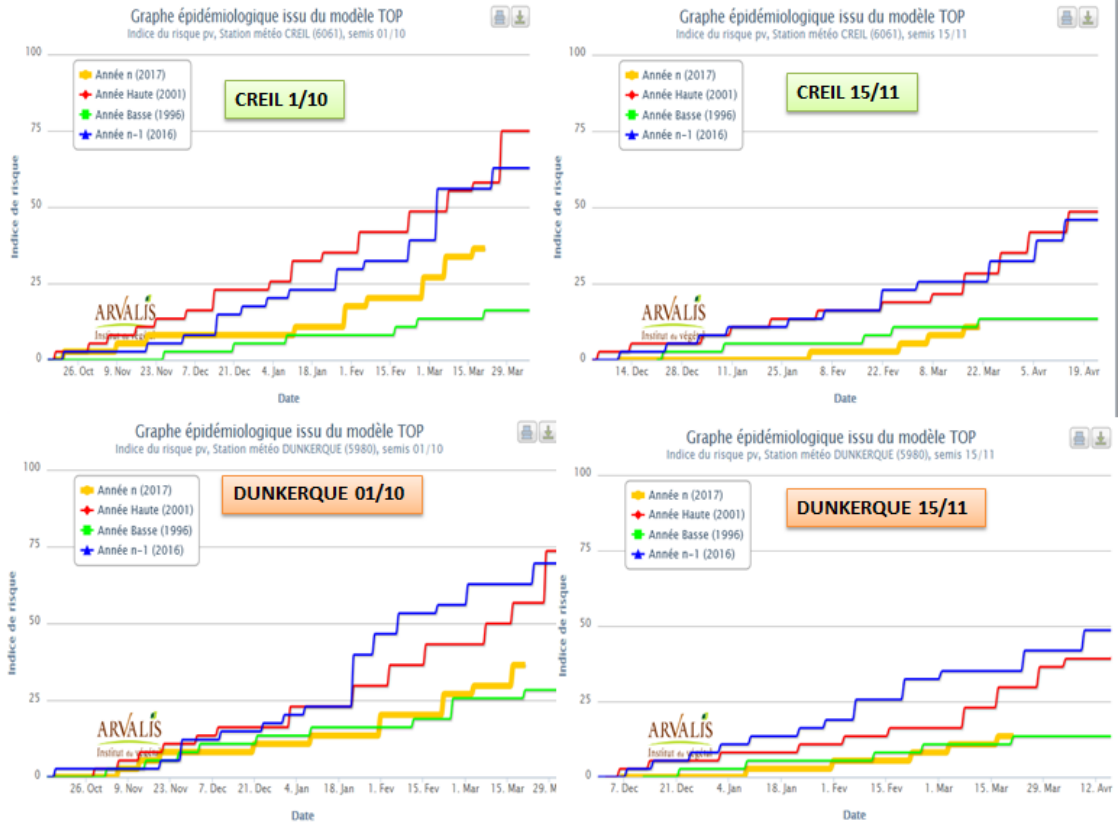 Graphe épidémiologique issu du modèle TOP
Indice du risque pv, Station météo CREIL (6061), semis 01/10
100
75
50
25
0
Indice de risque
Année n (2017)
Année Haute (2001)
Année Basse (1996)
Année n-1 (2016)
CREIL 1/10
ARVALIS
Institut du végétal
26. Oct 9. Nov 23. Nov 7. Dec 21. Dec 4. Jan 18. Jan 1. Fev 15. Fev 1. Mar 15. Mar 29. Mar
Date
Graphe épidémiologique issu du modèle TOP
Indice du risque pv, Station météo CREIL (6061), semis 15/11
100
75
50
25
0
Indice de risque
Année n (2017)
Année Haute (2001)
Année Basse (1996)
Année n-1 (2016)
CREIL 15/11
ARVALIS
Institut du végétal
14. Dec 28. Dec 11. Jan 25. Jan 8. Fev 22. Fev 8. Mar 22. Mar 5. Avr 19. Avr
Date
Graphe épidémiologique issu du modèle TOP
Indice du risque pv, Station météo DUNKERQUE (5980), semis 01/10
100
75
50
25
0
Indice de risque
Année n (2017)
Année Haute (2001)
Année Basse (1996)
Année n-1 (2016)
DUNKERQUE 01/10
ARVALIS
Institut du végétal
26. Oct 9. Nov 23. Nov 7. Dec 21. Dec 4. Jan 18. Jan 1. Fev 15. Fev 1. Mar 15. Mar 29. M
Date
Graphe épidémiologique issu du modèle TOP
Indice du risque pv, Station météo DUNKERQUE (5980), semis 15/11
100
75
50
25
0
Indice de risque
Année n (2017)
Année Haute (2001)
Année Basse (1996)
Année n-1 (2016)
DUNKERQUE 15/11
ARVALIS
Institut du végétal
7. Dec 21. Dec 4. Jan 18. Jan 1. Fev 15. Fev 1. Mar 15. Mar 29. Mar 12. Avr
Date